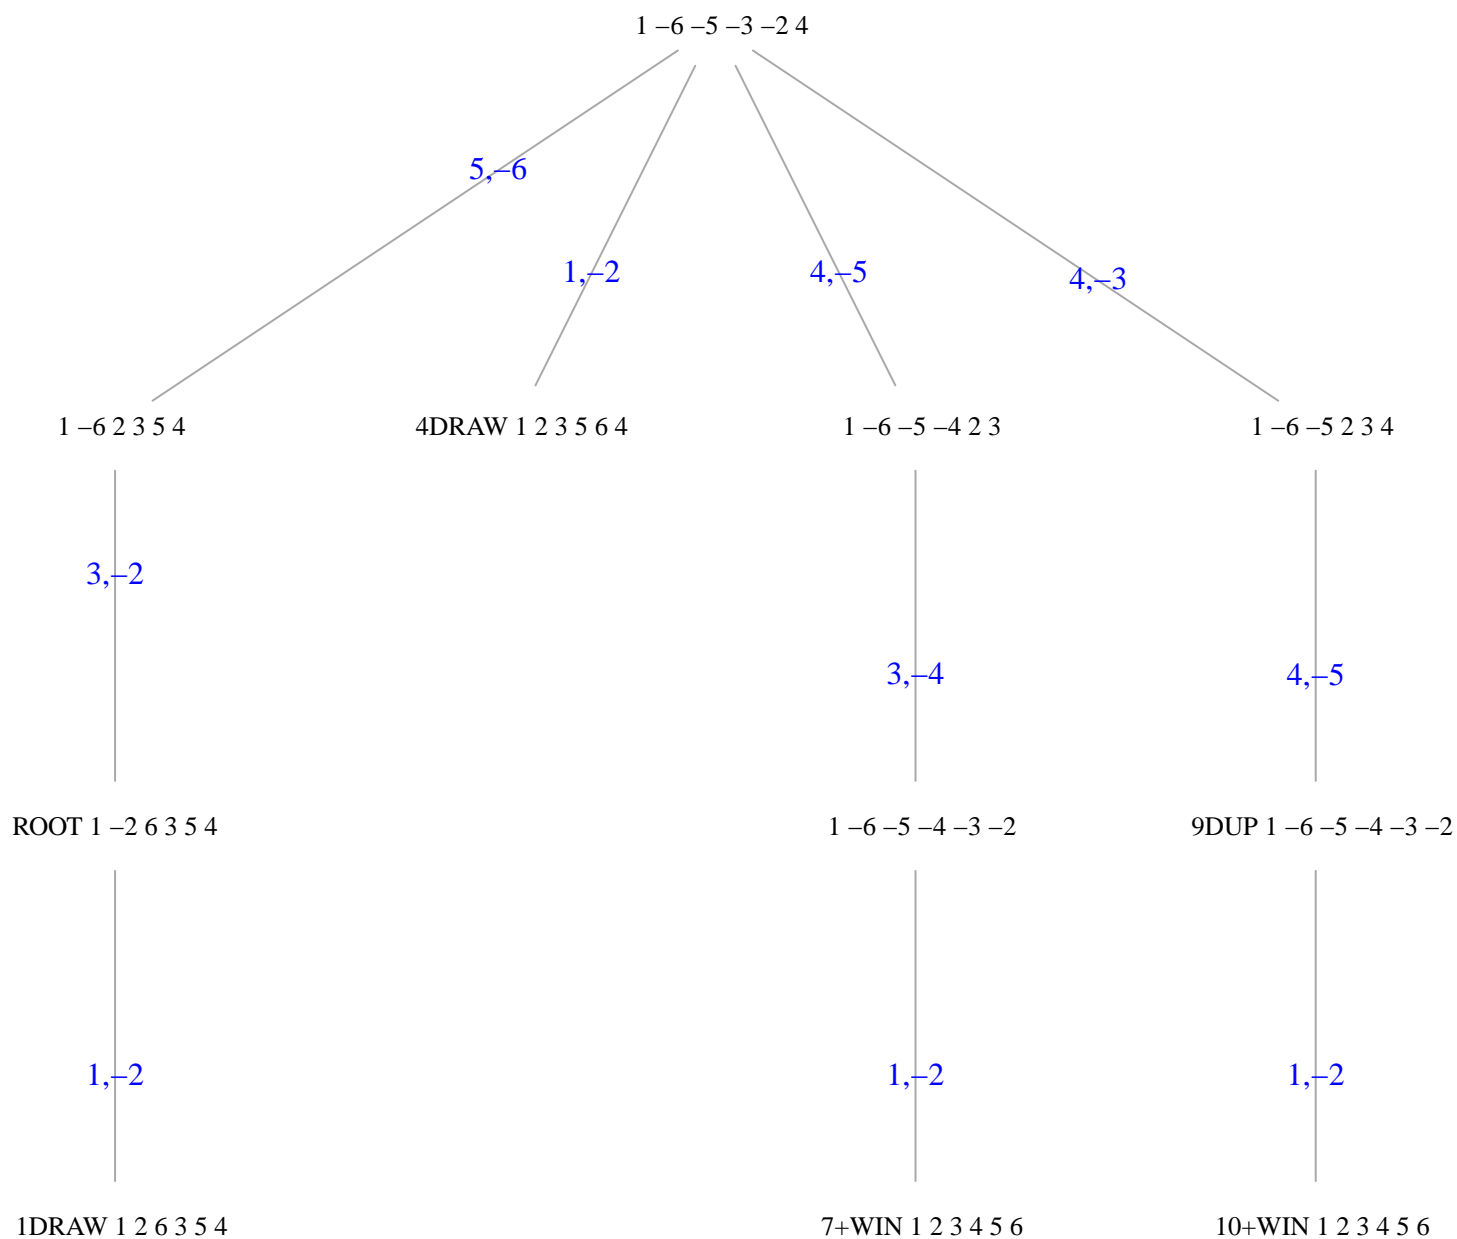 1 –6 –5 –3 –2 4
5,–6
1,–2
4,–5
4,–3
1 –6 2 3 5 4
4DRAW 1 2 3 5 6 4
1 –6 –5 –4 2 3
1 –6 –5 2 3 4
3,–2
3,–4
4,–5
ROOT 1 –2 6 3 5 4
1 –6 –5 –4 –3 –2
9DUP 1 –6 –5 –4 –3 –2
1,–2
1,–2
1,–2
1DRAW 1 2 6 3 5 4
7+WIN 1 2 3 4 5 6
10+WIN 1 2 3 4 5 6